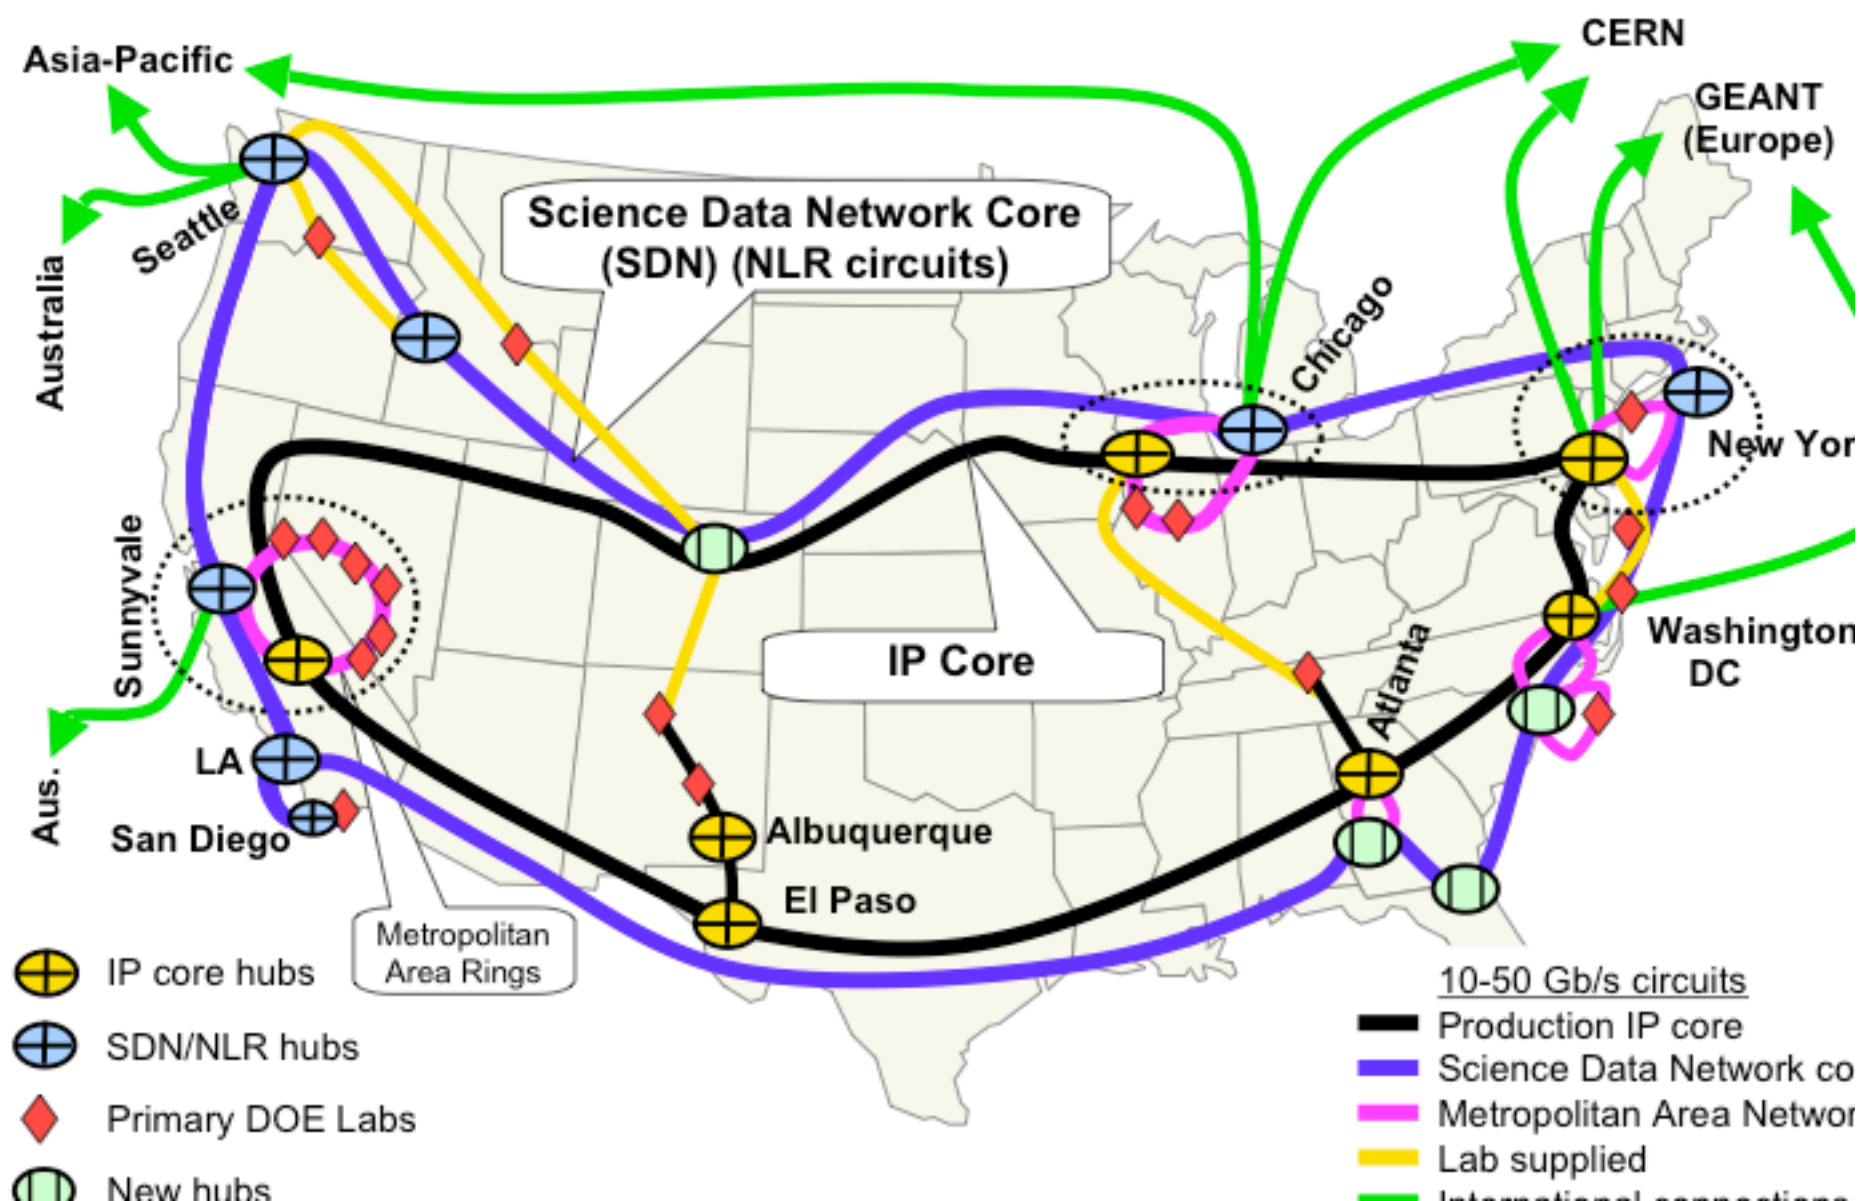 Asia-Pacific
CERN
GEANT
(Europe)
Science Data Network Core
(SDN) (NLR circuits)
Seattle
Australia
Chicago
New Yor
Sunnyvale
IP Core
Washington
DC
Atlanta
LA
Aus.
San Diego
Albuquerque
El Paso
Metropolitan
Area Rings
IP core hubs
SDN/NLR hubs
Primary DOE Labs
New hubs
10-50 Gb/s circuits
Production IP core
Science Data Network co
Metropolitan Area Networ
Lab supplied
International connections